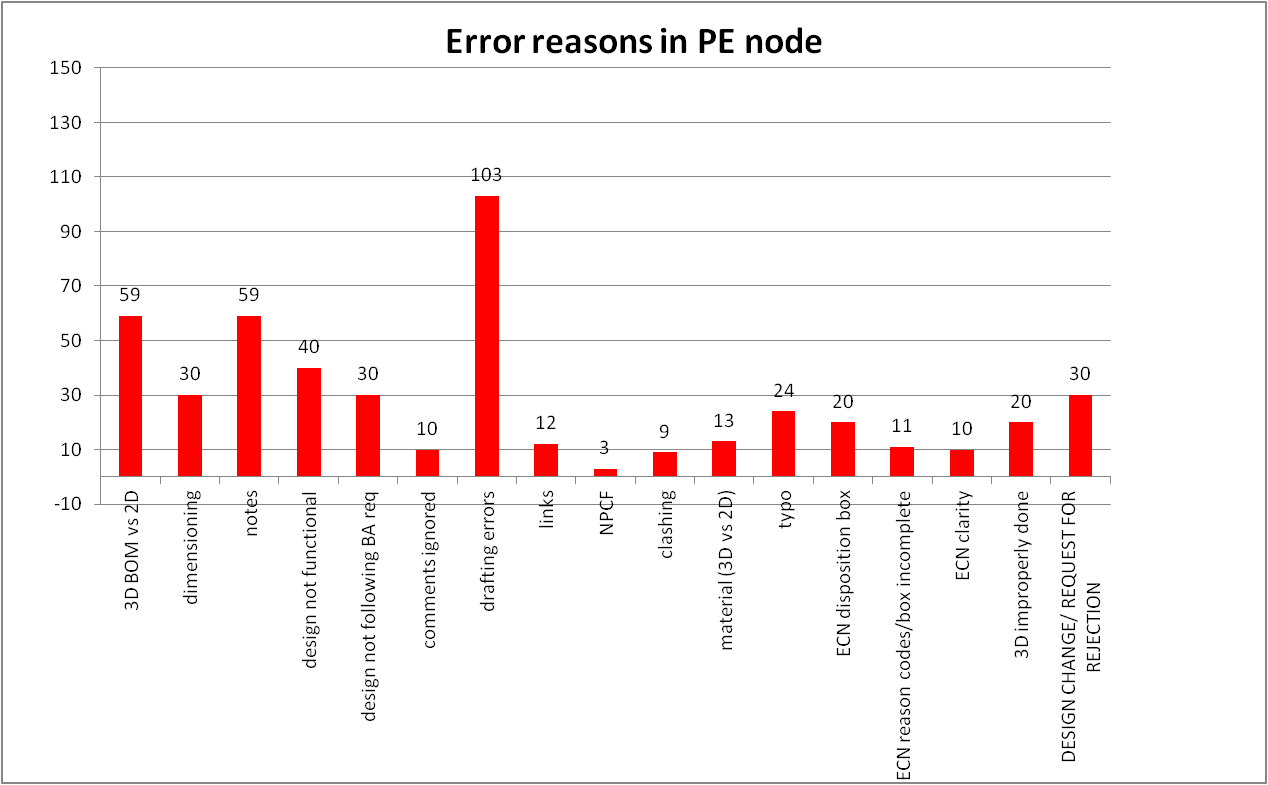 Error reasons in PE node
150
130
110
90
70
50
30
10
-10
59
30
59
40
30
10
103
12
3
9
13
24
20
11
10
20
30
3D BOM vs 2D
dimensioning
notes
design not functional
design not following BA req
comments ignored
drafting errors
links
NPCF
clashing
material (3D vs 2D)
typo
ECN disposition box
ECN reason codes/box incomplete
ECN clarity
3D improperly done
DESIGN CHANGE/ REQUEST FOR
REJECTION